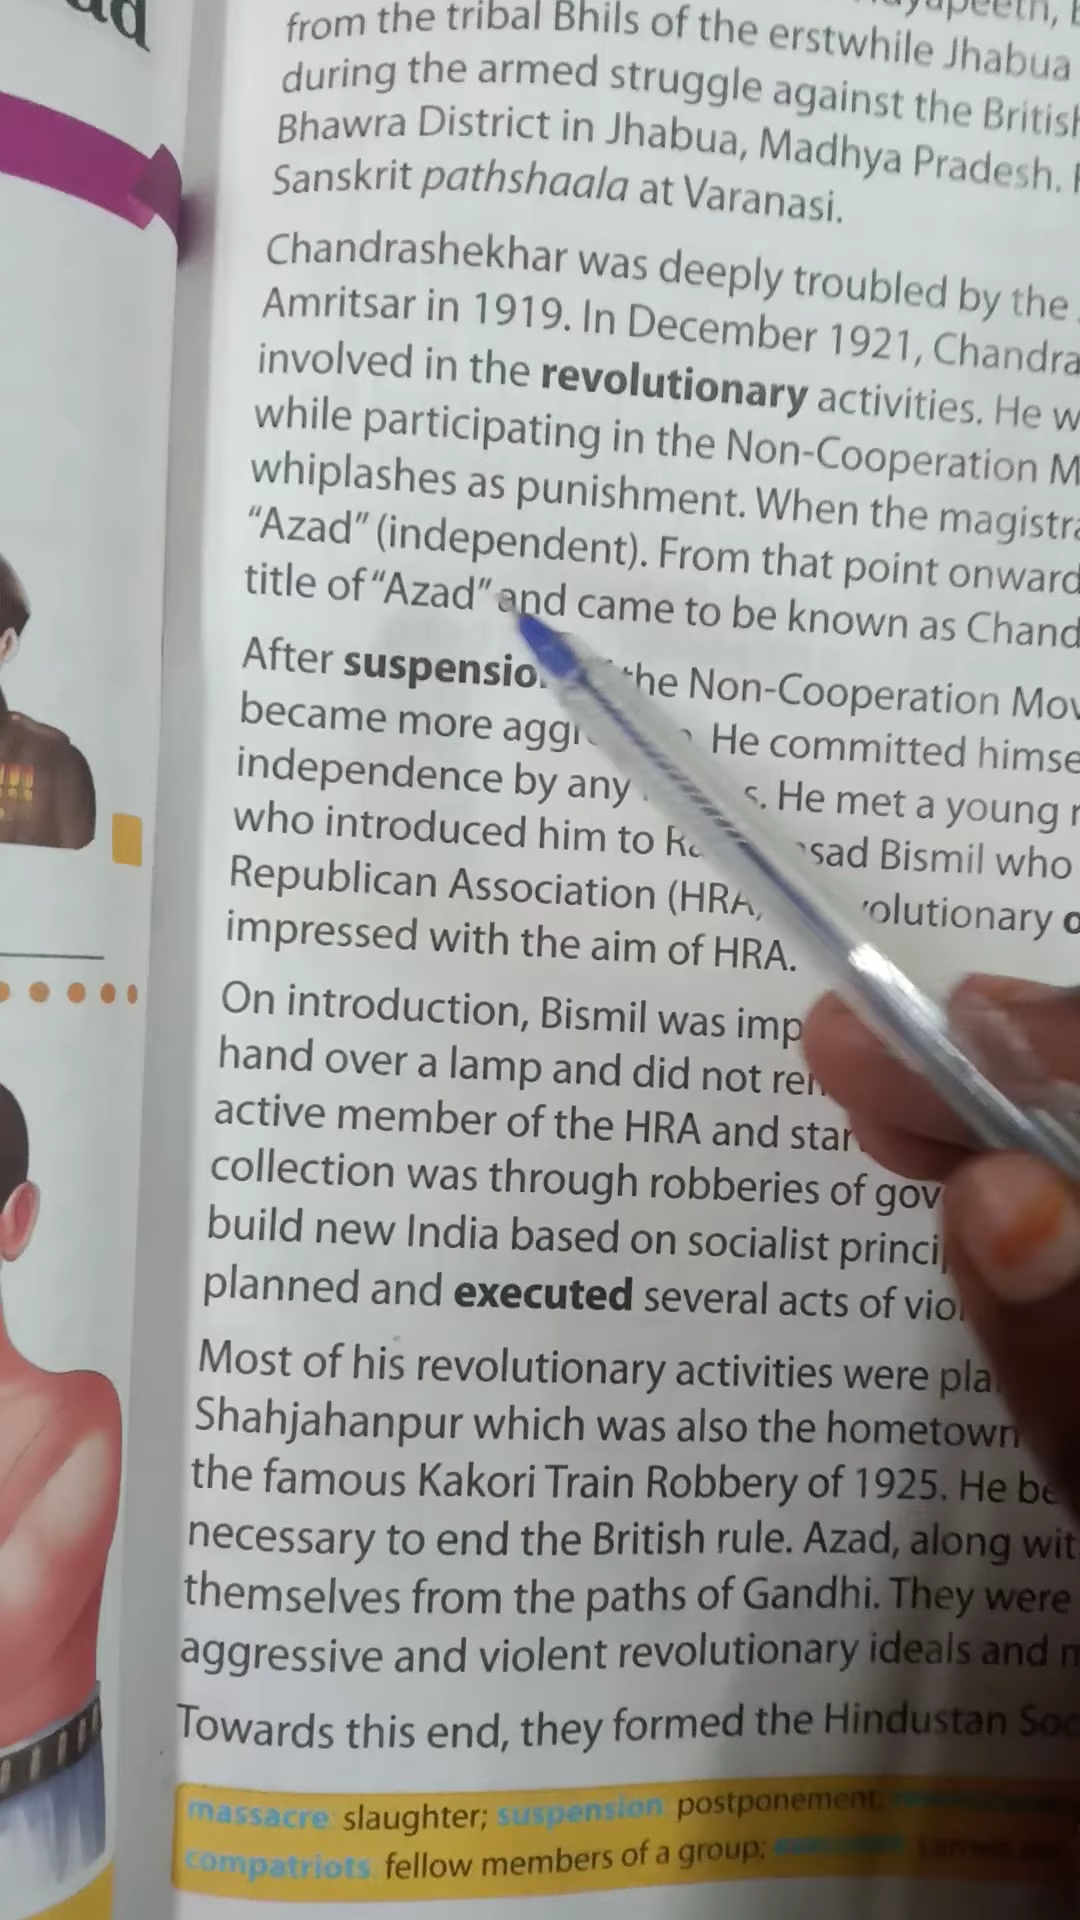 from the tribal Bhils of the erstwhile Jhabua
during the armed struggle against the British
Bhawra District in Jhabua, Madhya Pradesh.
Sanskrit pathshaala at Varanasi.
Chandrashekhar was deeply troubled by the
Amritsar in 1919. In December 1921, Chandra
involved in the revolutionary activities. He w
while participating in the Non-Cooperation M
whiplashes as punishment. When the magistra
"Azad" (independent). From that point onward
title of "Azad" and came to be known as Chand
After suspensio the Non-Cooperation Mov
became more aggr He committed himse
independence by any s. He met a young
who introduced him to Ra sad Bismil who
Republican Association (HRA, volutionary o
impressed with the aim of HRA.
On introduction, Bismil was imp
hand over a lamp and did not re
active member of the HRA and star
collection was through robberies of gov
build new India based on socialist princi
planned and executed several acts of vio
Most of his revolutionary activities were pla
Shahjahanpur which was also the hometown
the famous Kakori Train Robbery of 1925. He be
necessary to end the British rule. Azad, along wit
themselves from the paths of Gandhi. They were
aggressive and violent revolutionary ideals and
Towards this end, they formed the Hindustan Soc
massacre slaughter; suspension postponement;
compatriots fellow members of a group;